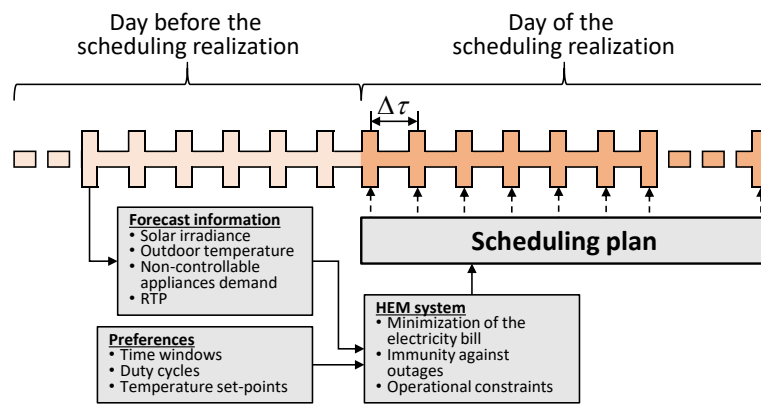 Day before the
scheduling realization
Day of the
scheduling realization
Δτ
Forecast information
• Solar irradiance
• Outdoor temperature
• Non-controllable
appliances demand
• RTP
Scheduling plan
Preferences
• Time windows
• Duty cycles
• Temperature set-points
HEM system
• Minimization of the
electricity bill
• Immunity against
outages
• Operational constraints